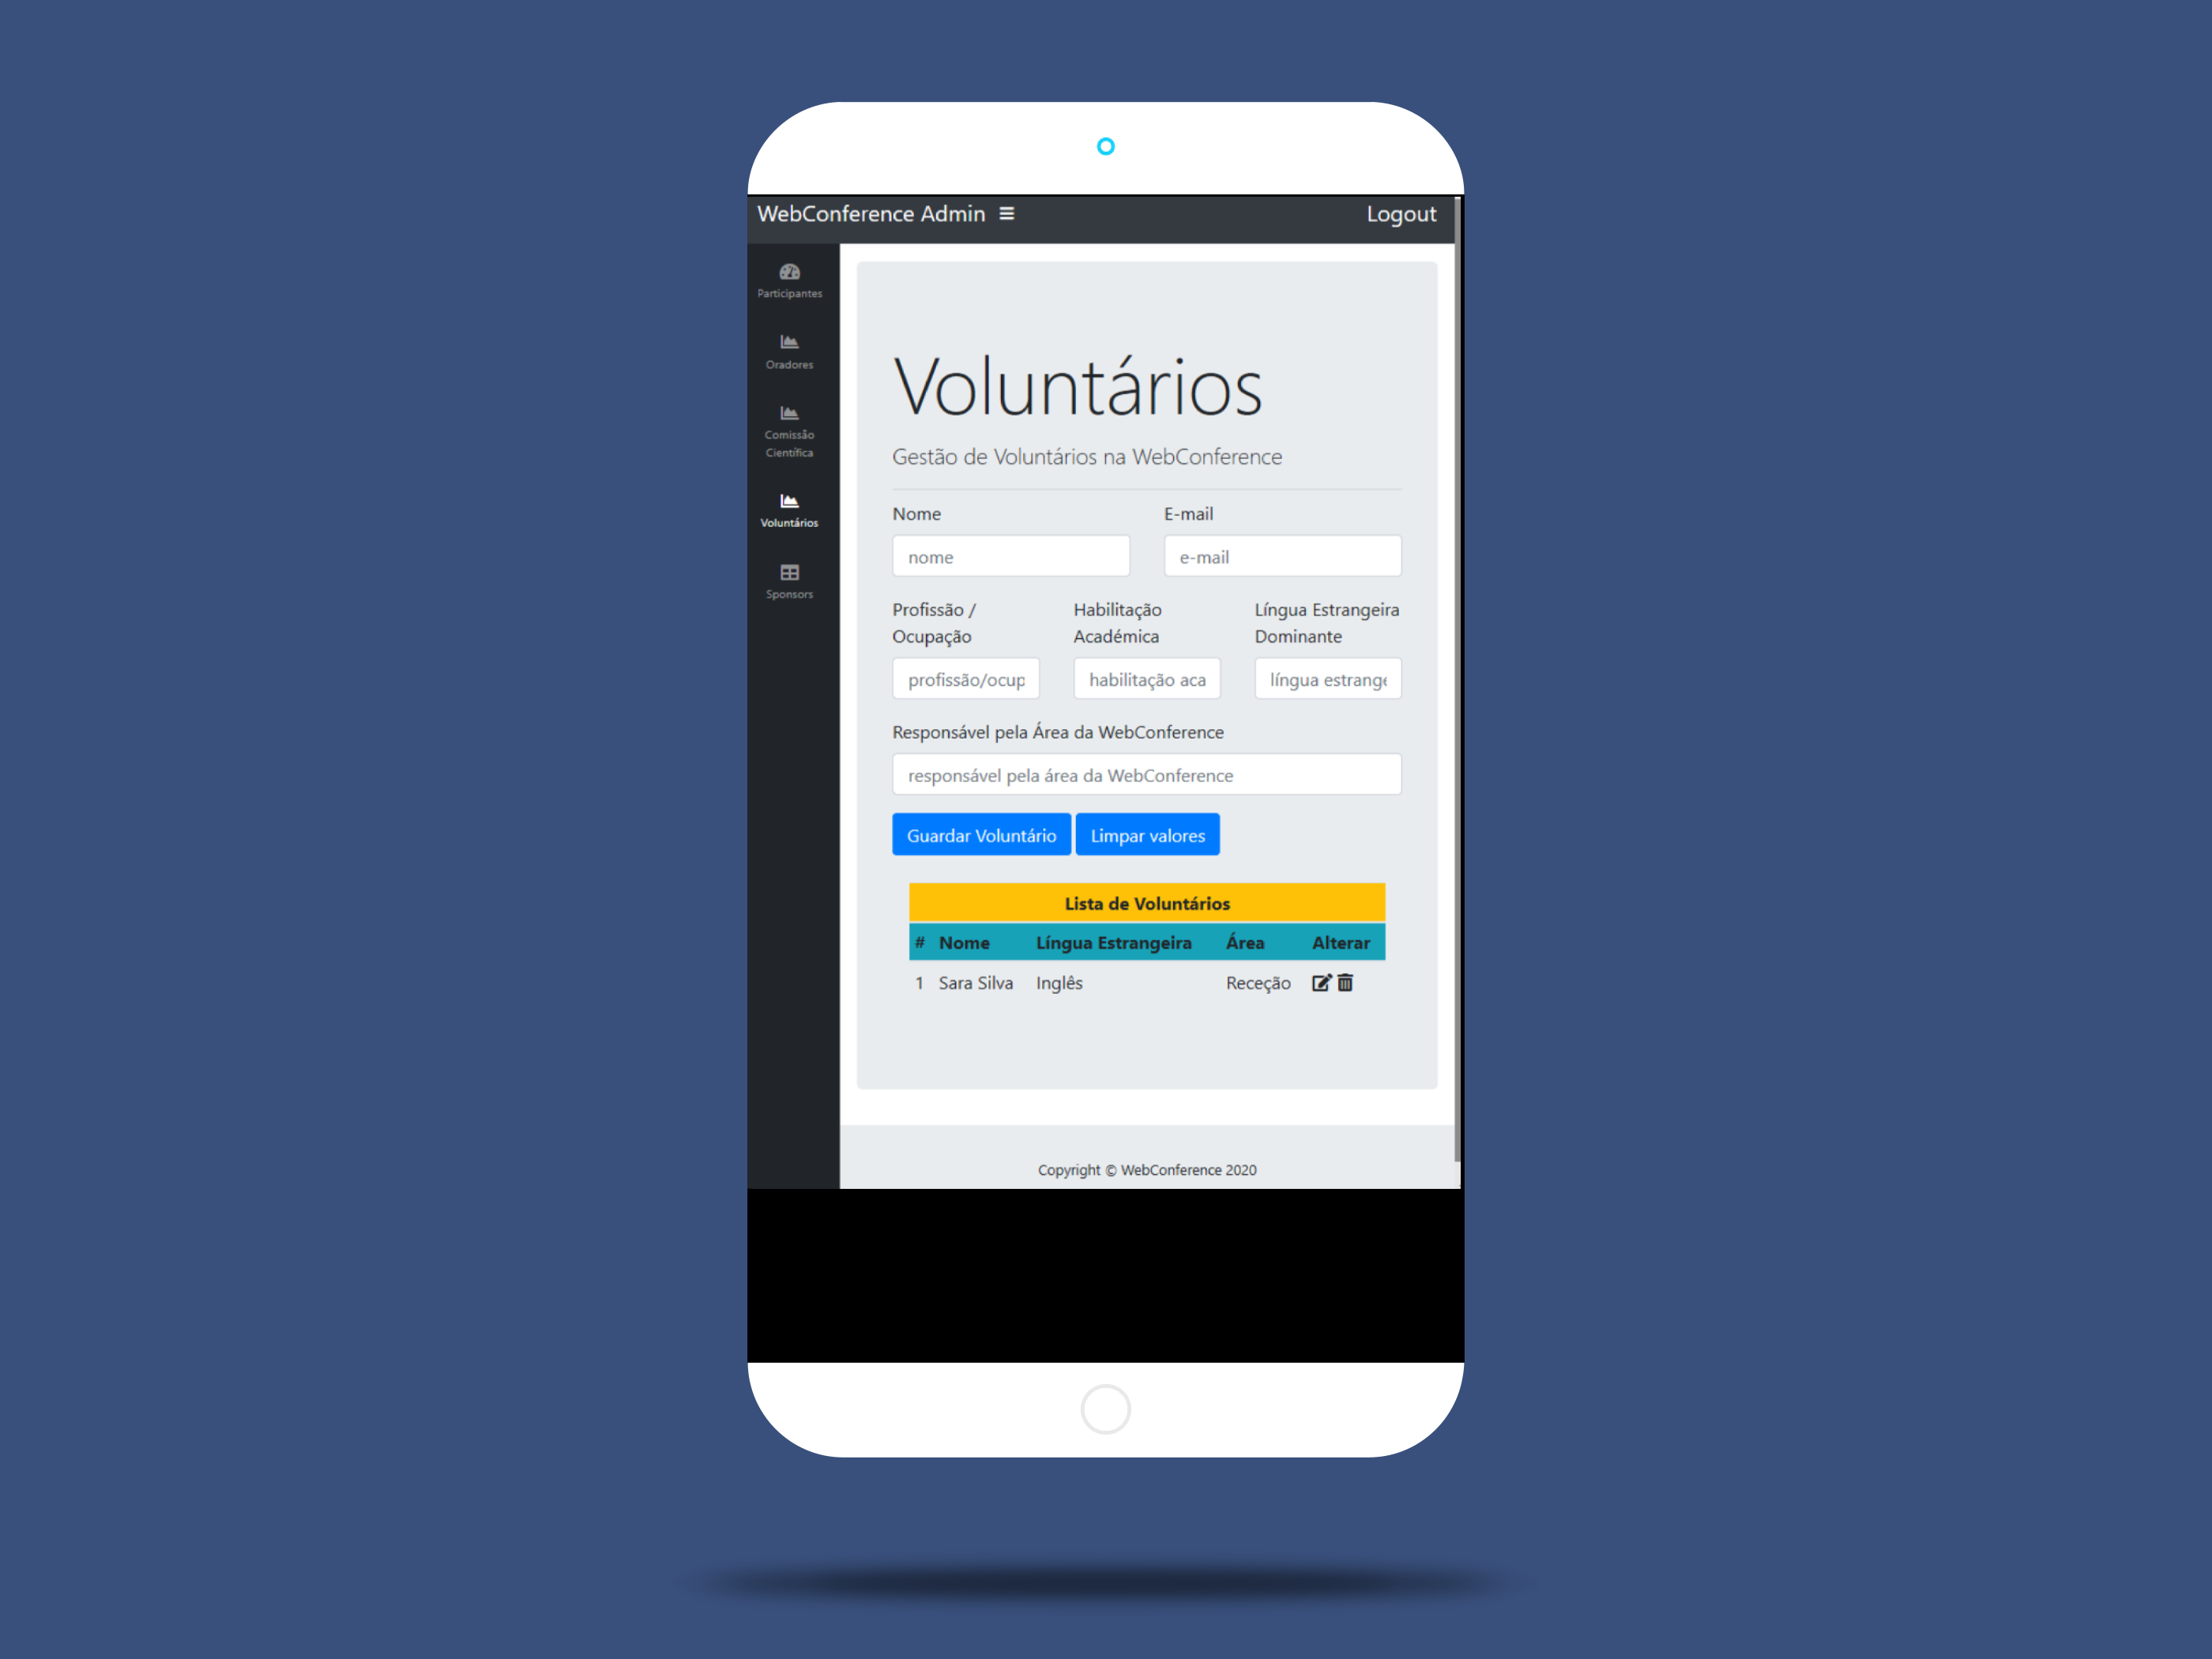 WebConference Admin
Logout
Participantes
Oradores
Comissão
Científica
Voluntários
Sponsors
Voluntários
Gestão de Voluntários na WebConference
Nome
E-mail
nome
e-mail
Profissão /
Ocupação
Habilitação
Académica
Língua Estrangeira
Dominante
profissão/ocup
habilitação aca
língua estrange
Responsável pela Área da WebConference
responsável pela área da WebConference
Guardar Voluntário
Limpar valores
Lista de Voluntários
# Nome Língua Estrangeira Área Alterar
1 Sara Silva Inglês Receção
Copyright © WebConference 2020